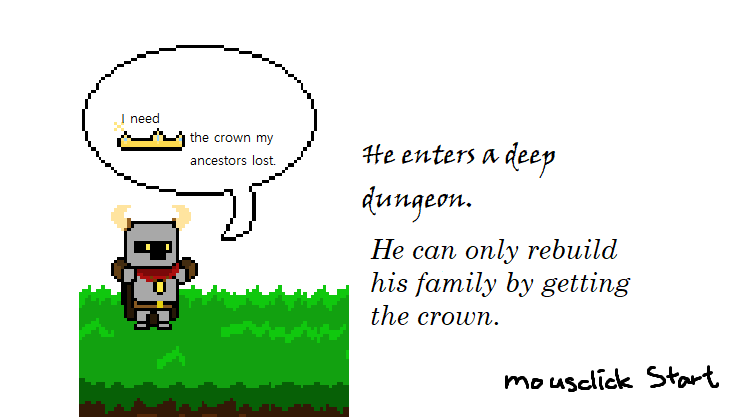 I need
the crown my
ancestors lost.
He enters a deep
dungeon.
He can only rebuild
his family by getting
the crown.
mousclick Start